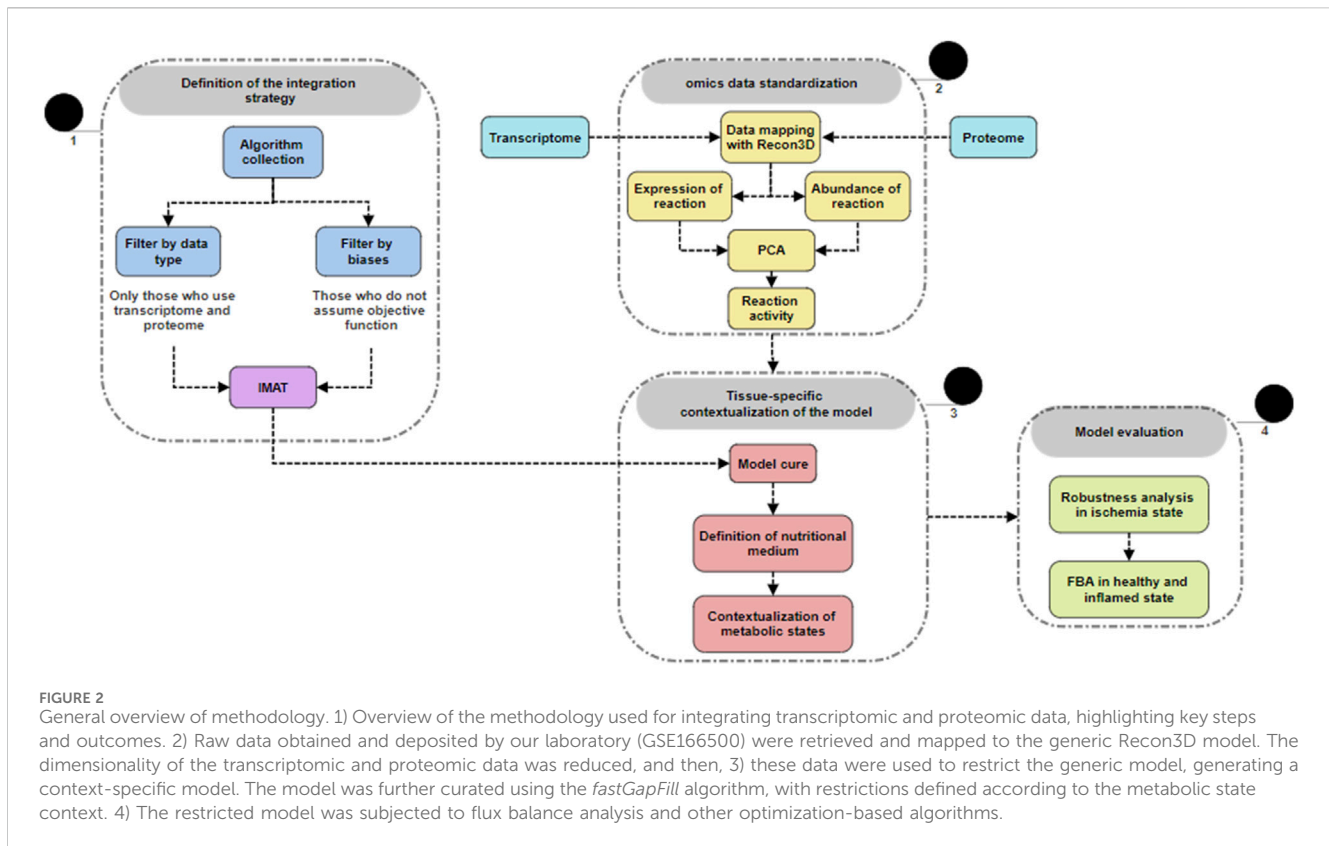 Definition of the integration
strategy
1
Algorithm
collection
Filter by data
type
Filter by
biases
Only those who use
transcriptome and
proteome
Those who do not
assume objective
function
IMAT
omics data standardization
2
Transcriptome
Data mapping
with Recon3D
Proteome
Expression of
reaction
Abundance of
reaction
PCA
Reaction
activity
Tissue-specific
contextualization of the model
3
Model cure
Definition of nutritional
medium
Contextualization of
metabolic states
Model evaluation
4
Robustness analysis
in ischemia state
FBA in healthy and
inflamed state
FIGURE 2
General overview of methodology. 1) Overview of the methodology used for integrating transcriptomic and proteomic data, highlighting key steps
and outcomes. 2) Raw data obtained and deposited by our laboratory (GSE166500) were retrieved and mapped to the generic Recon3D model. The
dimensionality of the transcriptomic and proteomic data was reduced, and then, 3) these data were used to restrict the generic model, generating a
context-specific model. The model was further curated using the fastGapFill algorithm, with restrictions defined according to the metabolic state
context. 4) The restricted model was subjected to flux balance analysis and other optimization-based algorithms.